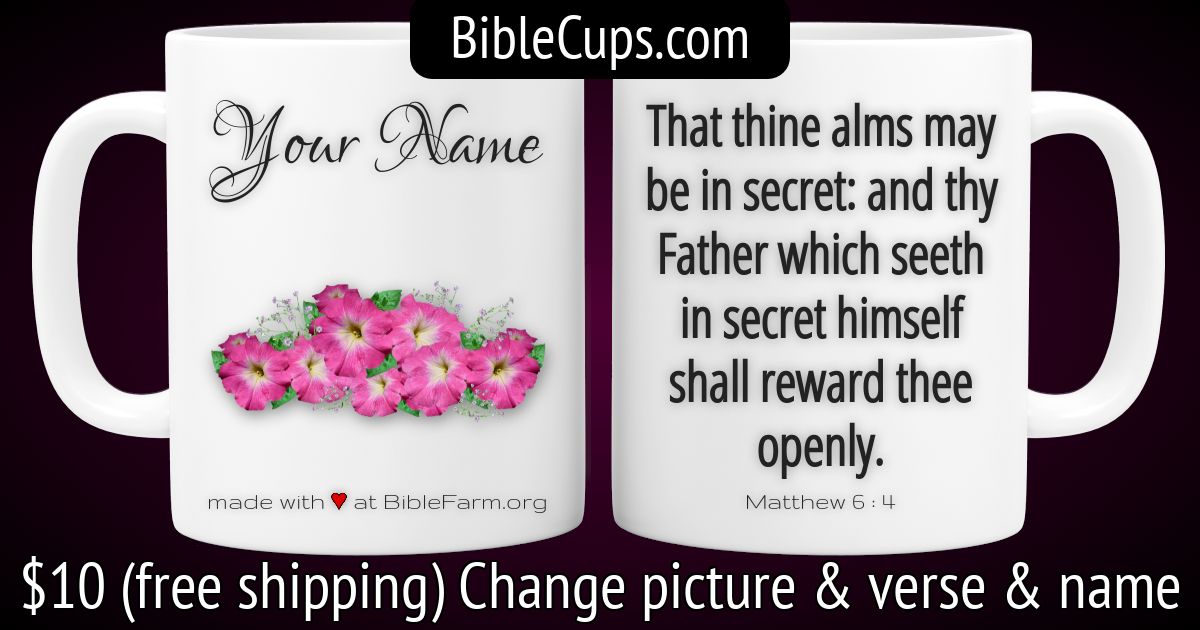 BibleCups.com
Your Name
made with ♥ at BibleFarm.org
That thine alms may
be in secret: and thy
Father which seeth
in secret himself
shall reward thee
openly.
Matthew 6 : 4
$10 (free shipping) Change picture & verse & name